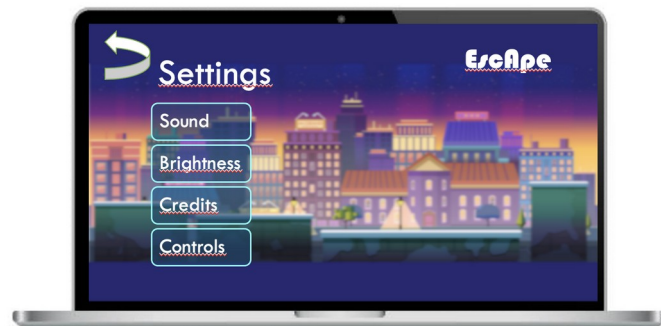 Settings
EscApe
Sound
Brightness
Credits
Controls